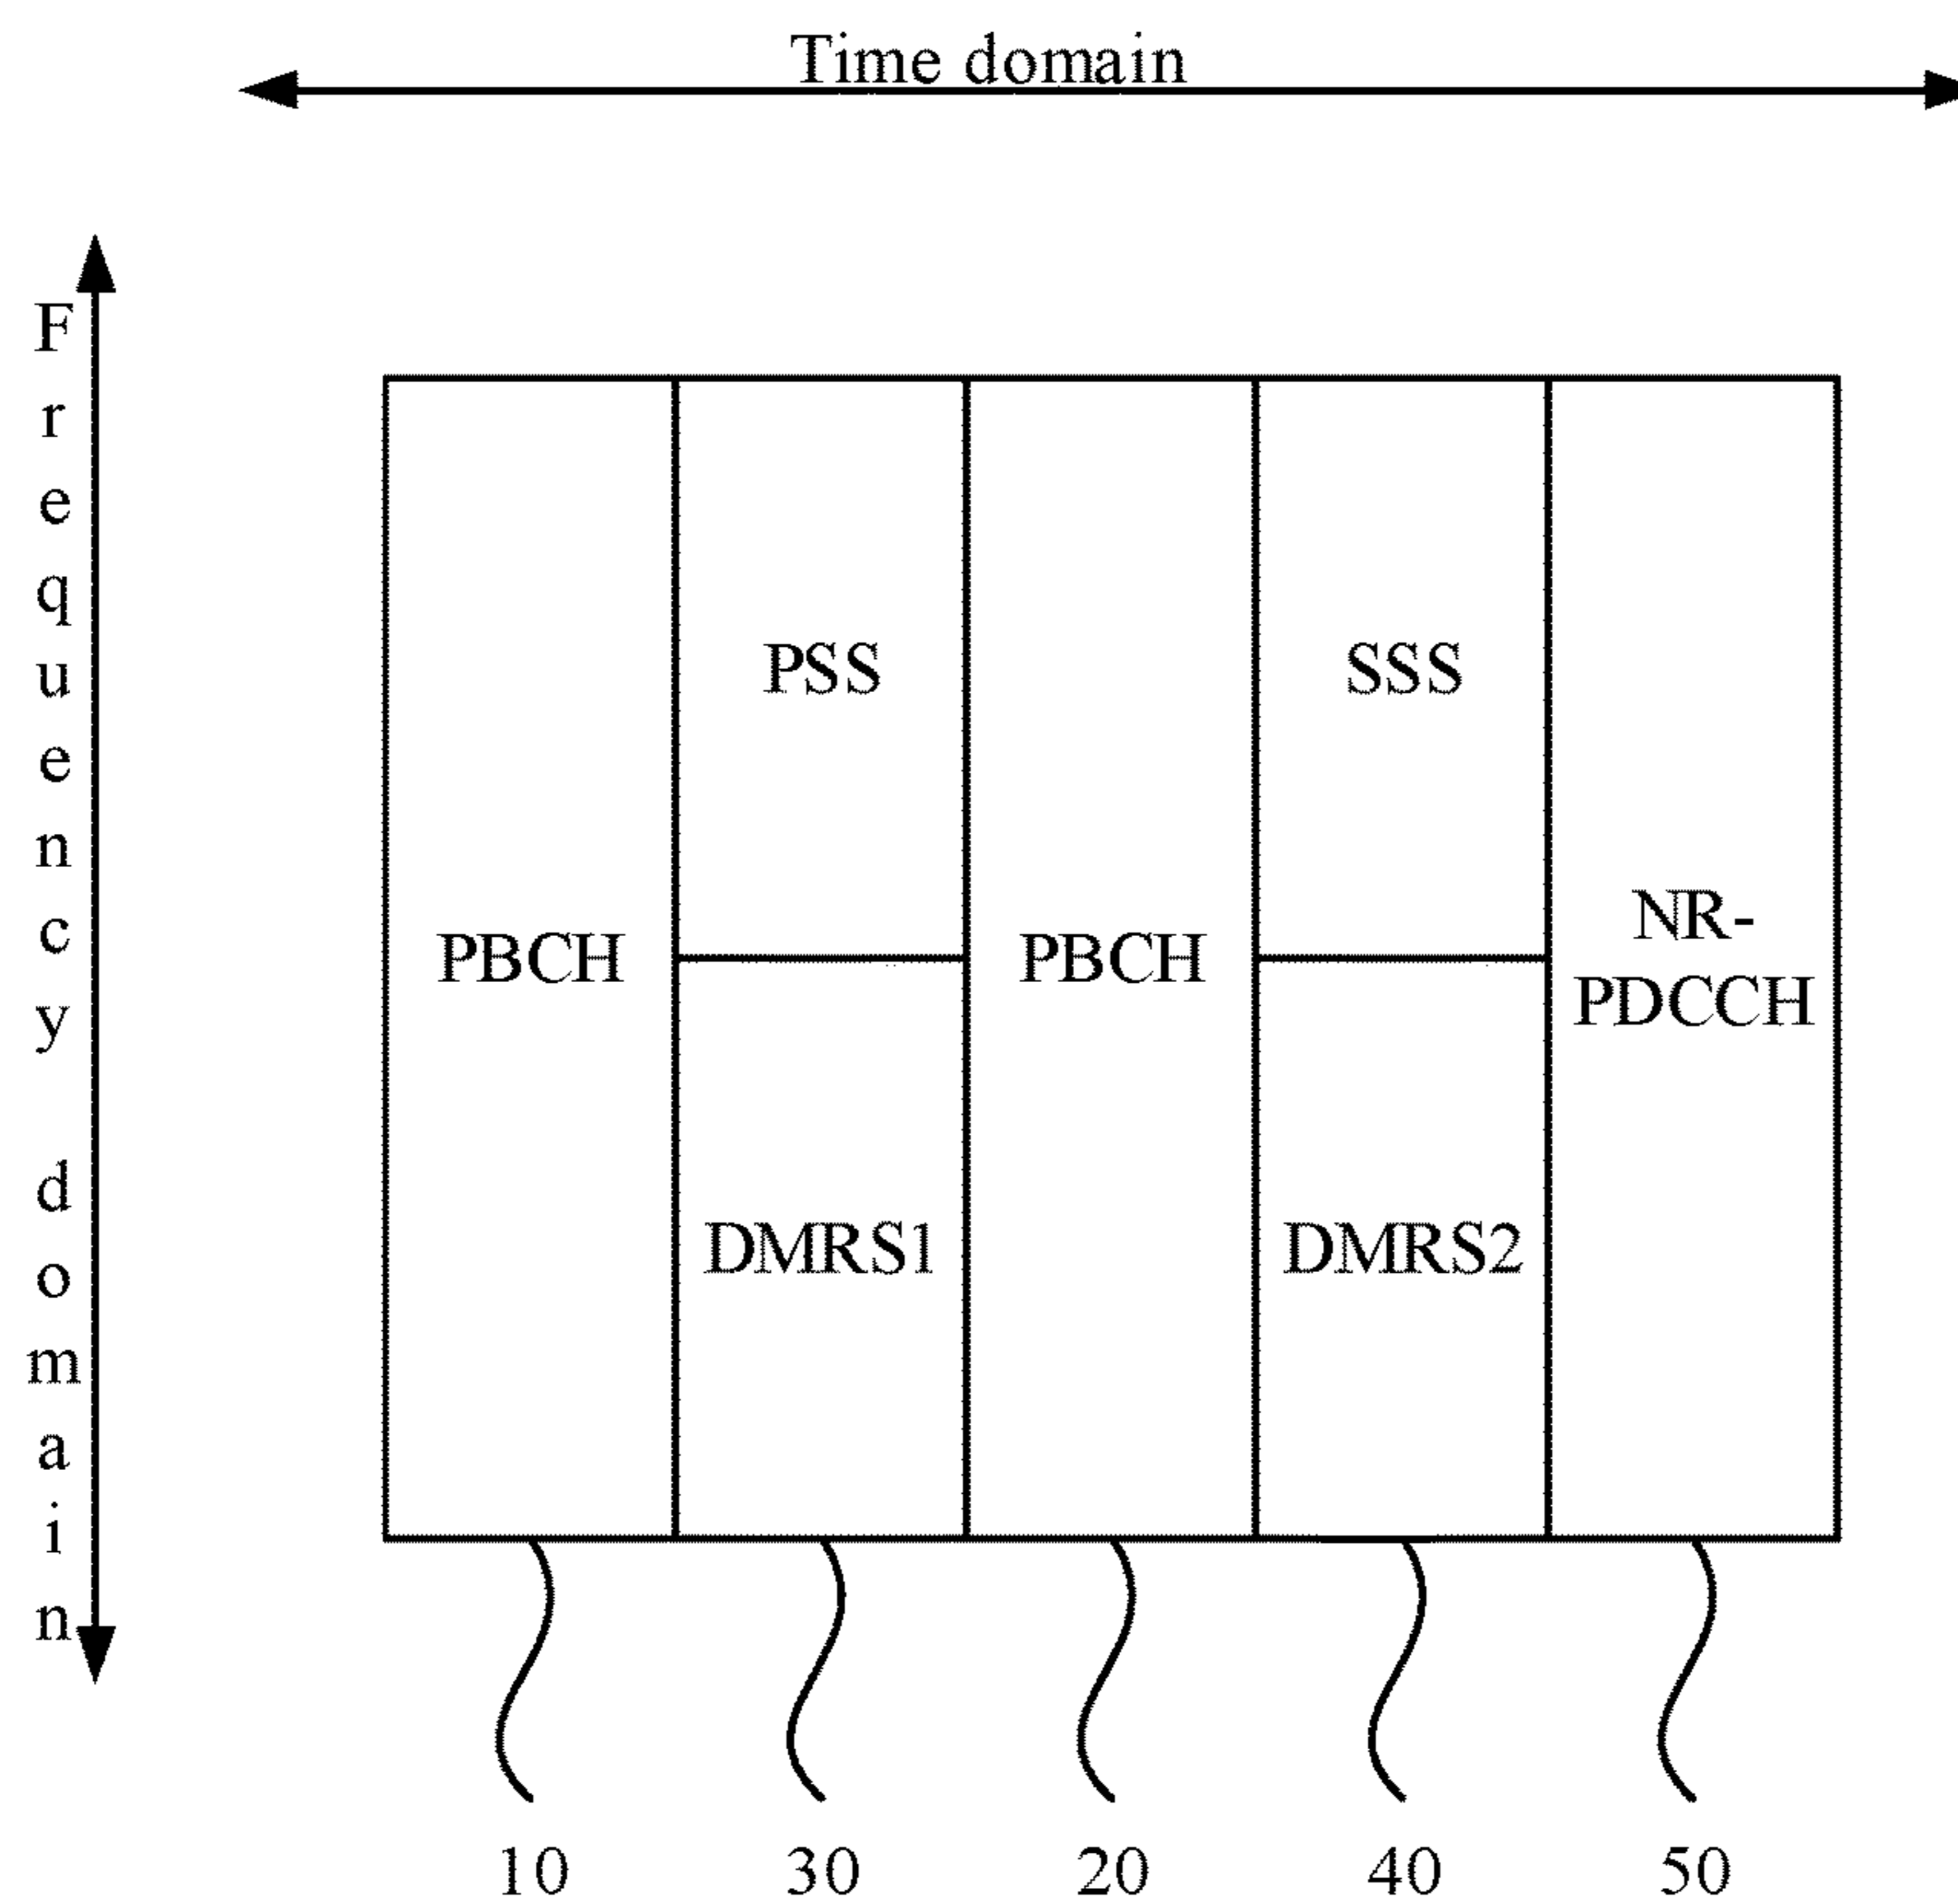 Time domain
Frequency domain
PSS
SSS
PBCH
PBCH
NR-
PDCCH
DMRS1
DMRS2
10
30
20
40
50